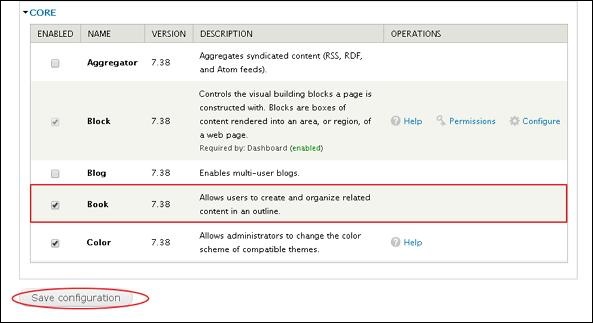 CORE
ENABLED NAME VERSION DESCRIPTION OPERATIONS
Aggregator 7.38 Aggregates syndicated content (RSS, RDF,
and Atom feeds).
Controls the visual building blocks a page is
constructed with. Blocks are boxes of
Block 7.38 content rendered into an area, or region, of Help Permissions Configure
a web page.
Required by: Dashboard (enabled)
Blog 7.38 Enables multi-user blogs.
Book 7.38 Allows users to create and organize related
content in an outline.
Color 7.38 Allows administrators to change the color Help
scheme of compatible themes.
Save configuration